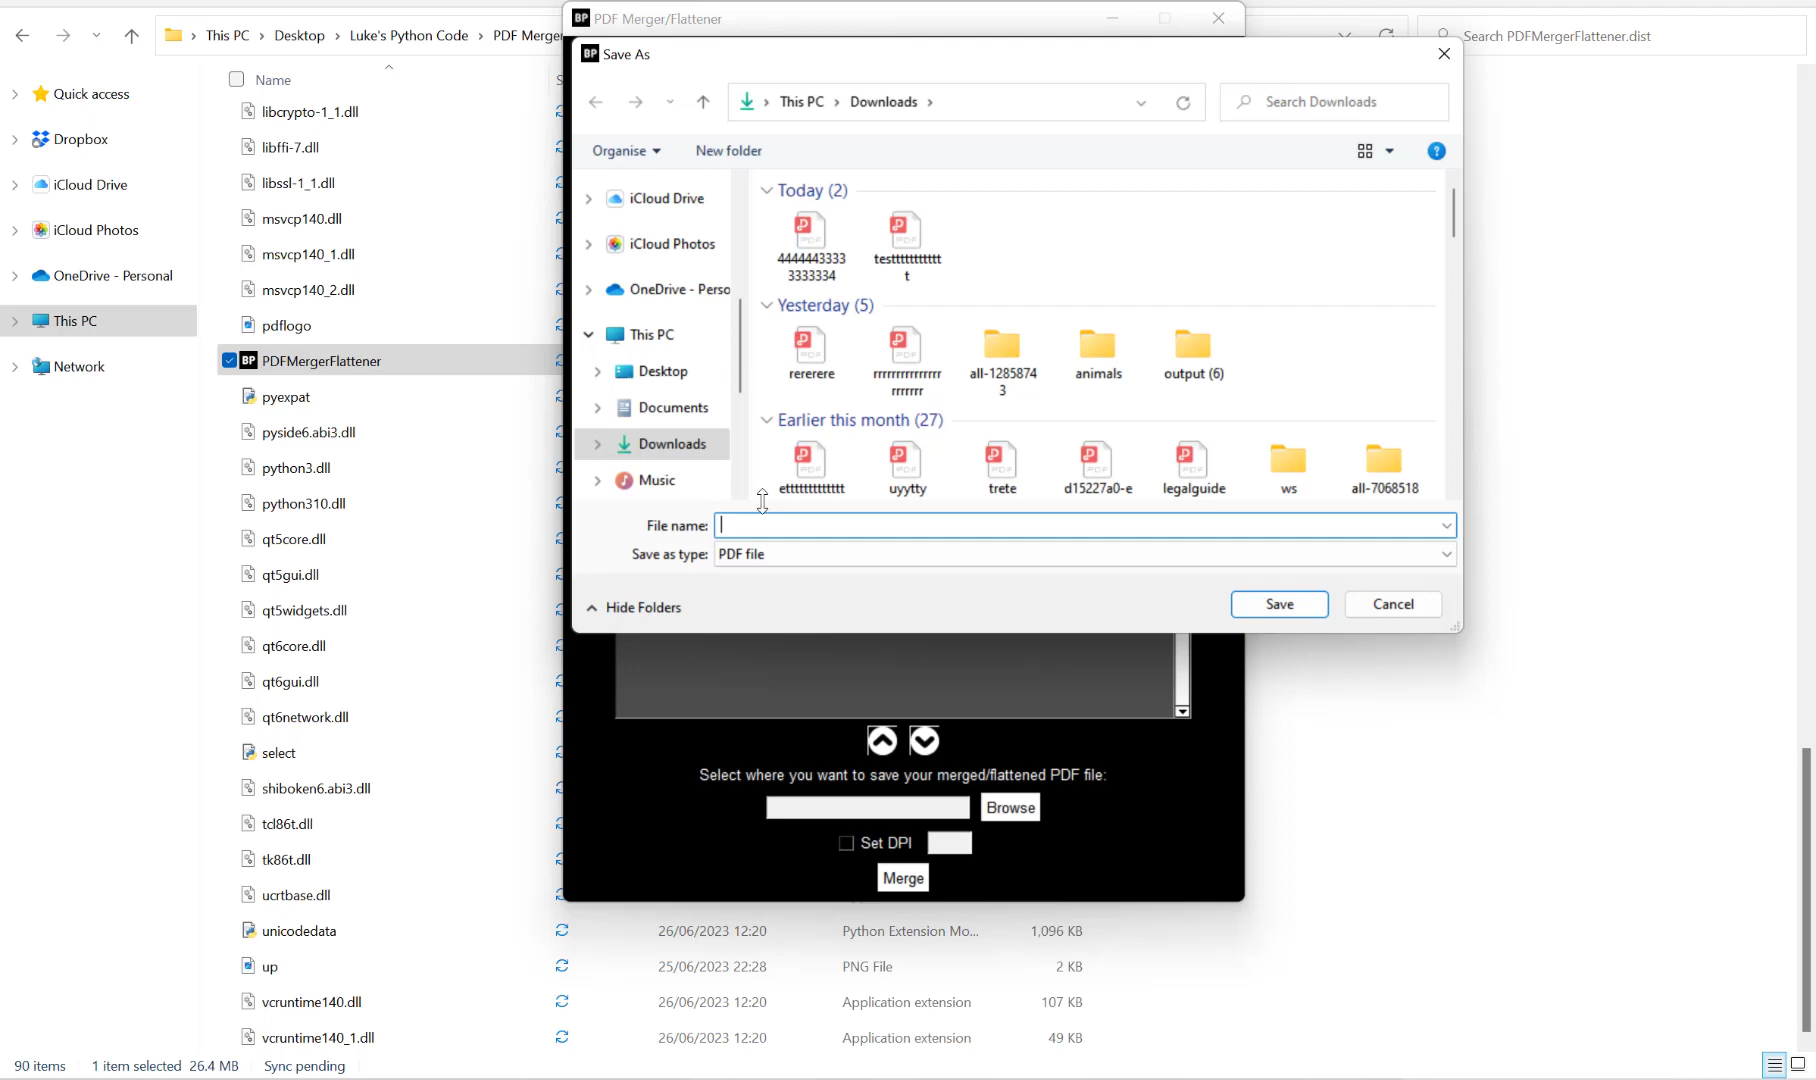 BP PDF Merger/Flattener
This PC > Desktop > Luke's Python Code > PDF Merger
Search PDFMergerFlattener.dist
BP Save As
This PC > Downloads >
Search Downloads
Organise
New folder
?
Quick access
Dropbox
iCloud Drive
iCloud Photos
OneDrive - Personal
This PC
Network
Name
libcrypto-1_1.dll
libffi-7.dll
libssl-1_1.dll
msvcp140.dll
msvcp140_1.dll
msvcp140_2.dll
pdflogo
BP PDFMergerFlattener
pyexpat
pyside6.abi3.dll
python3.dll
python310.dll
qt5core.dll
qt5gui.dll
qt5widgets.dll
qt6core.dll
qt6gui.dll
qt6network.dll
select
shiboken6.abi3.dll
tcl86t.dll
tk86t.dll
ucrtbase.dll
unicodedata
26/06/2023 12:20 Python Extension Mo... 1,096 KB
up
25/06/2023 22:28 PNG File 2 KB
vcruntime140.dll
26/06/2023 12:20 Application extension 107 KB
vcruntime140_1.dll
26/06/2023 12:20 Application extension 49 KB
iCloud Drive
iCloud Photos
OneDrive - Perso
This PC
Desktop
Documents
Downloads
Music
Today (2)
4444443333
3333334
testttttttttttt
t
Yesterday (5)
rererere
all-1285874
3
animals
output (6)
Earlier this month (27)
uyytty
trete
d15227a0-e
legalguide
ws
all-7068518
File name:
Save as type: PDF file
Hide Folders
Save
Cancel
Select where you want to save your merged/flattened PDF file:
Browse
Set DPI
Merge
90 items 1 item selected 26.4 MB Sync pending